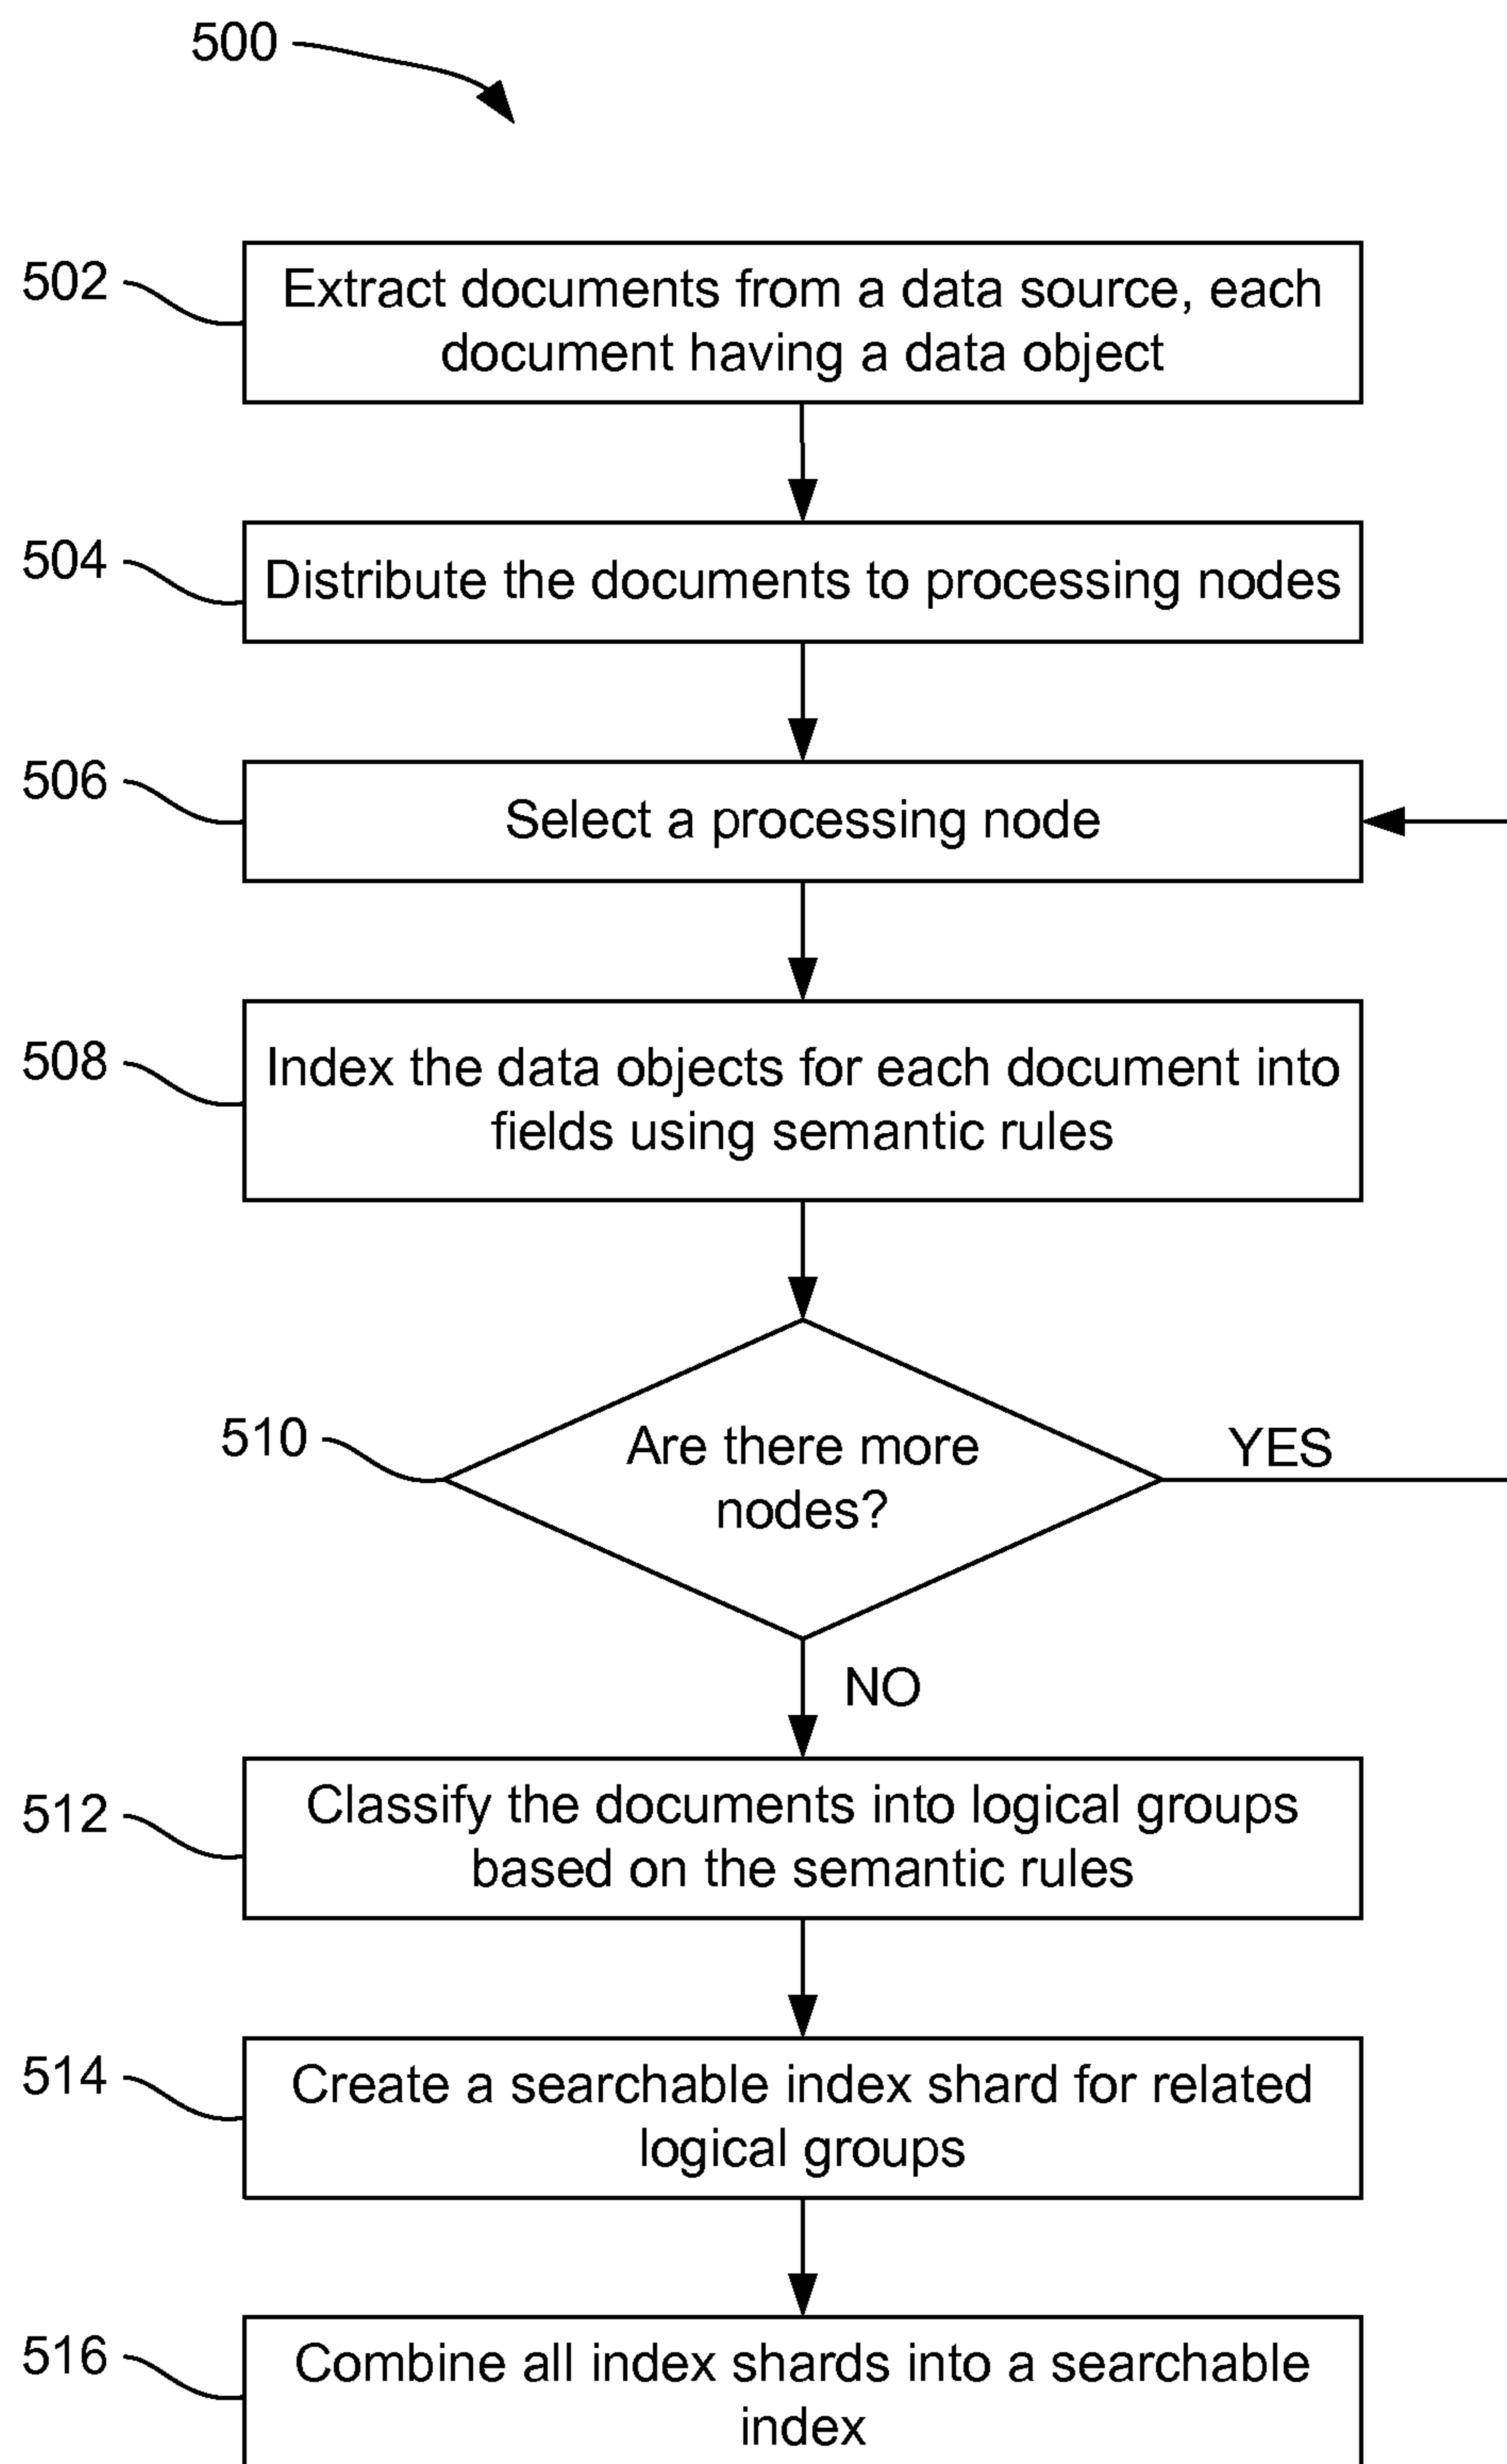 500
502
Extract documents from a data source, each
document having a data object
504
Distribute the documents to processing nodes
506
Select a processing node
508
Index the data objects for each document into
fields using semantic rules
510
Are there more
nodes?
YES
NO
512
Classify the documents into logical groups
based on the semantic rules
514
Create a searchable index shard for related
logical groups
516
Combine all index shards into a searchable
index